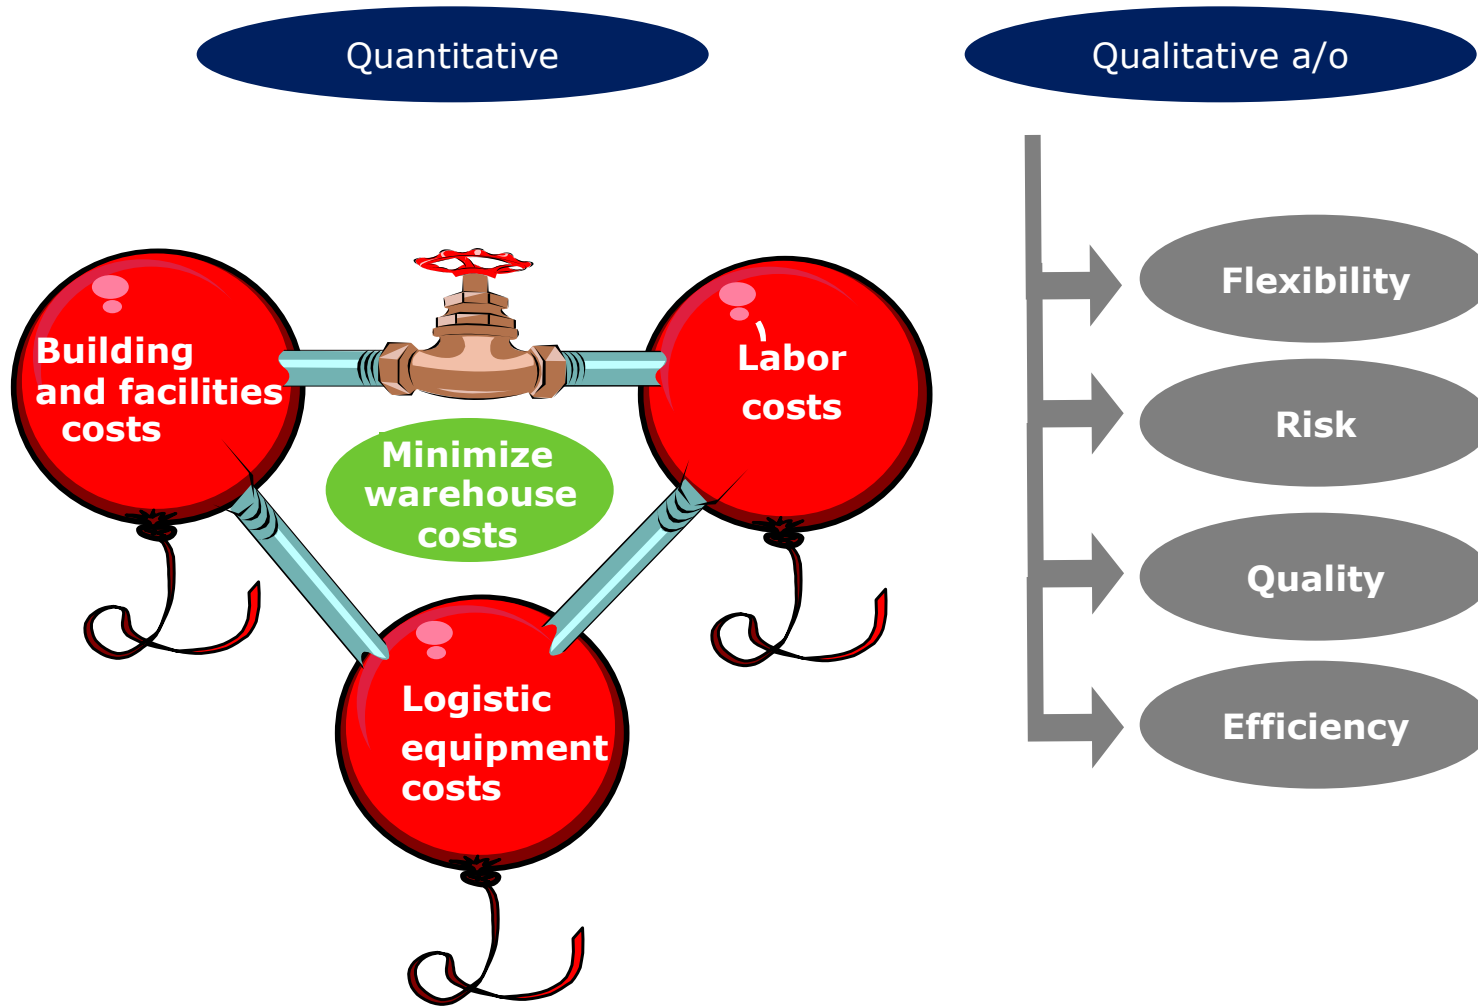 Quantitative
Qualitative a/o
Building
and facilities
costs
Labor
costs
Minimize
warehouse
costs
Logistic
equipment
costs
Flexibility
Risk
Quality
Efficiency